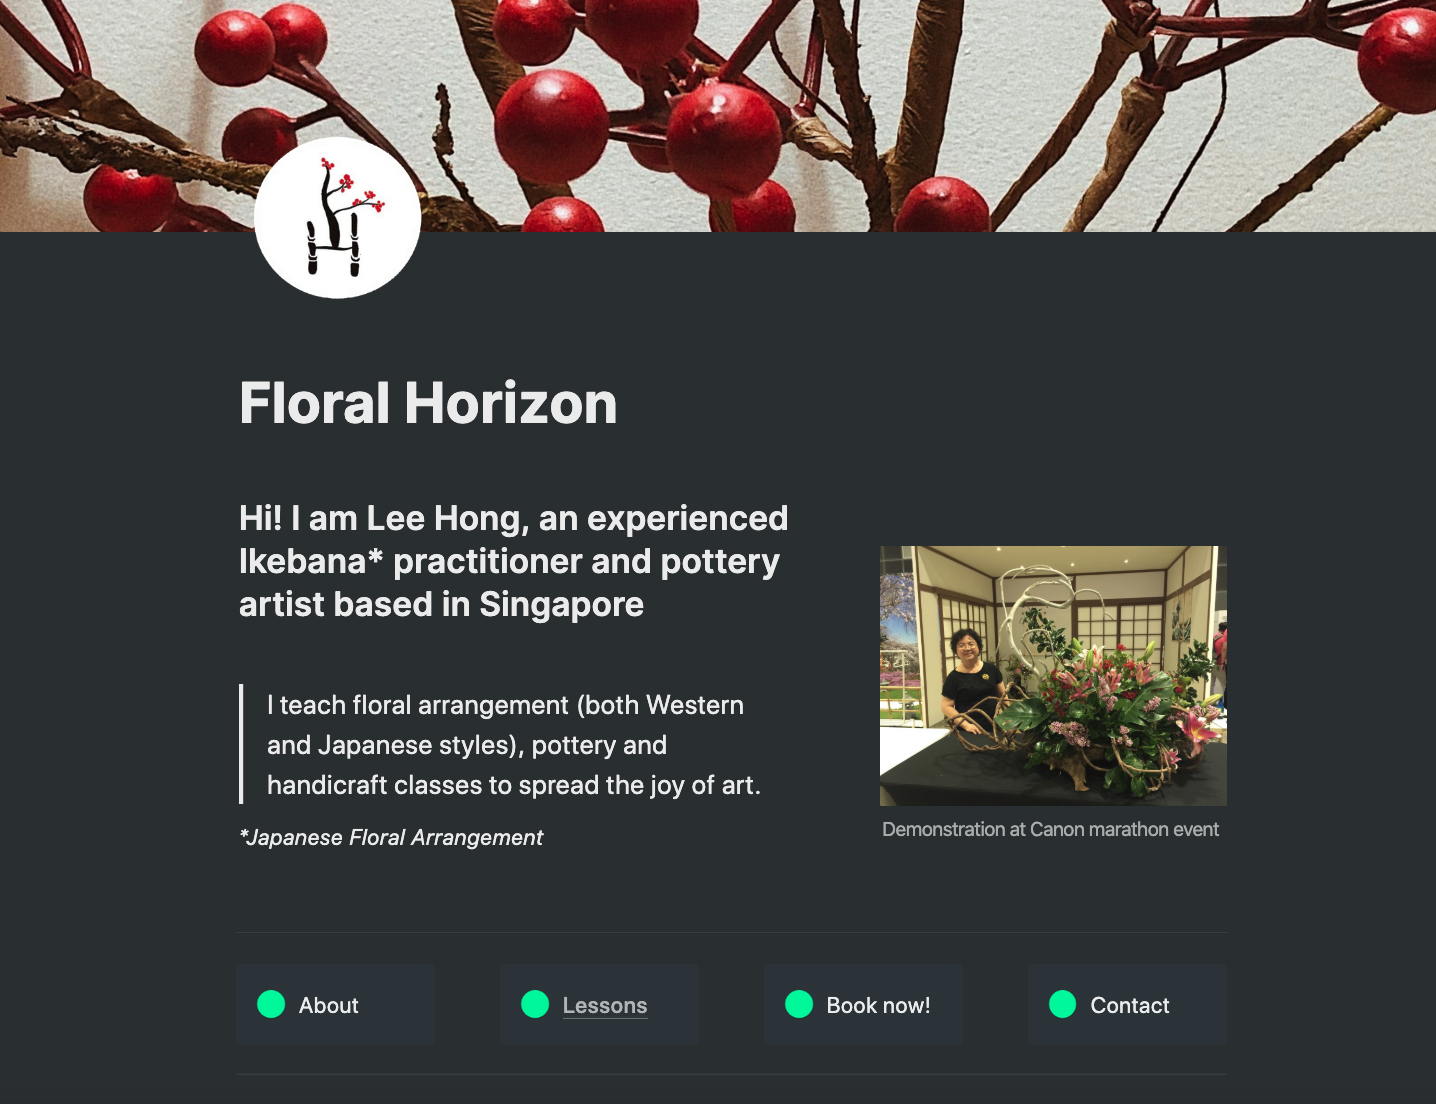 Floral Horizon
Hi! I am Lee Hong, an experienced
Ikebana* practitioner and pottery
artist based in Singapore
I teach floral arrangement (both Western
and Japanese styles), pottery and
handicraft classes to spread the joy of art.
*Japanese Floral Arrangement
Demonstration at Canon marathon event
About
Lessons
Book now!
Contact